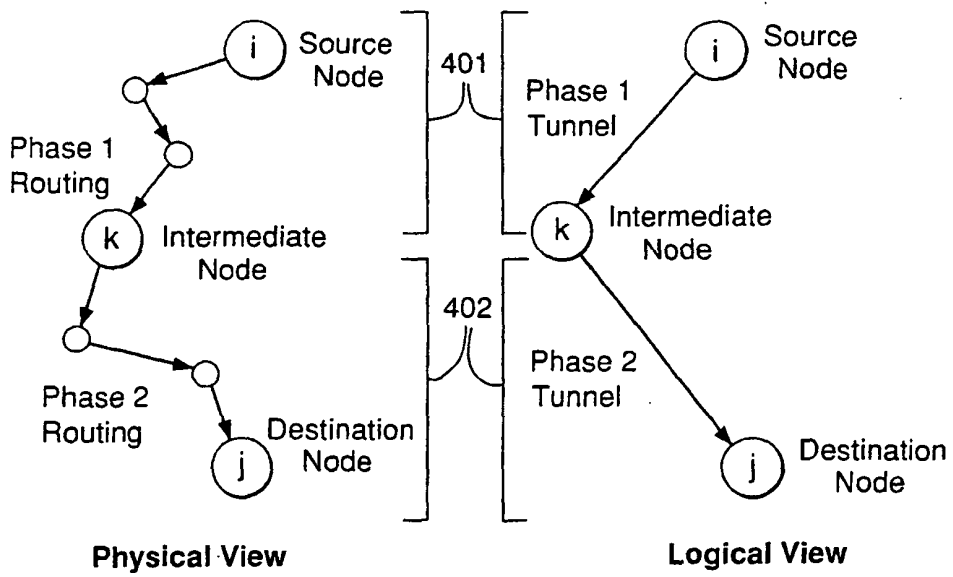 i
Source
Node
Phase 1
Routing
k
Intermediate
Node
Phase 2
Routing
j
Destination
Node
Physical View
401
402
i
Source
Node
Phase 1
Tunnel
k
Intermediate
Node
Phase 2
Tunnel
j
Destination
Node
Logical View